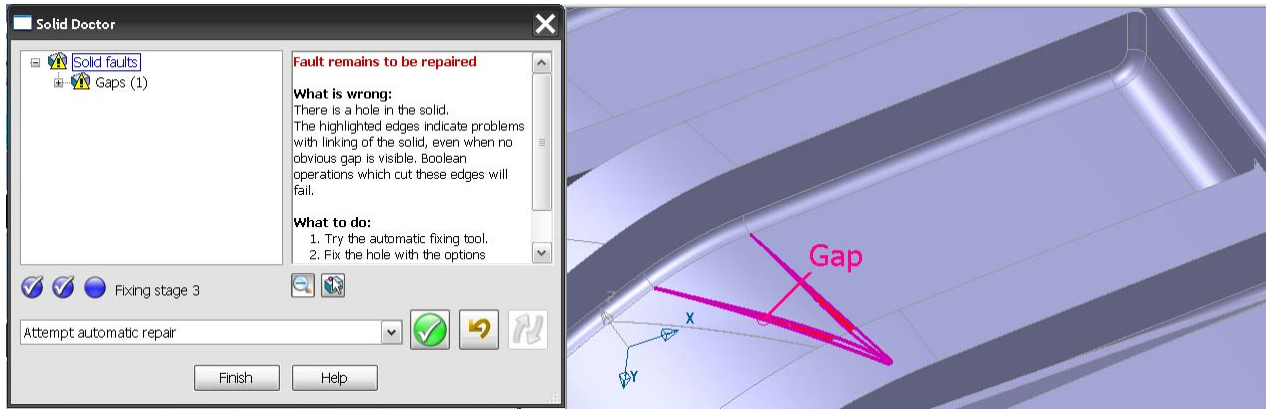 Solid Doctor
Solid faults
Gaps (1)
Fault remains to be repaired
What is wrong:
There is a hole in the solid.
The highlighted edges indicate problems
with linking of the solid, even when no
obvious gap is visible. Boolean
operations which cut these edges will
fail.
What to do:
1. Try the automatic fixing tool.
2. Fix the hole with the options
Fixing stage 3
Attempt automatic repair
Finish
Help
Gap
Z
X
Y